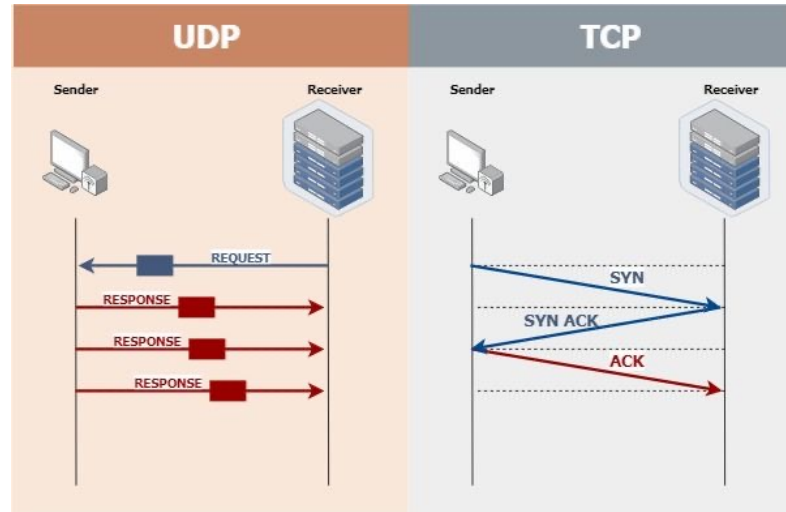 UDP
TCP
Sender
Receiver
Sender
Receiver
REQUEST
RESPONSE
RESPONSE
RESPONSE
SYN
SYN ACK
ACK